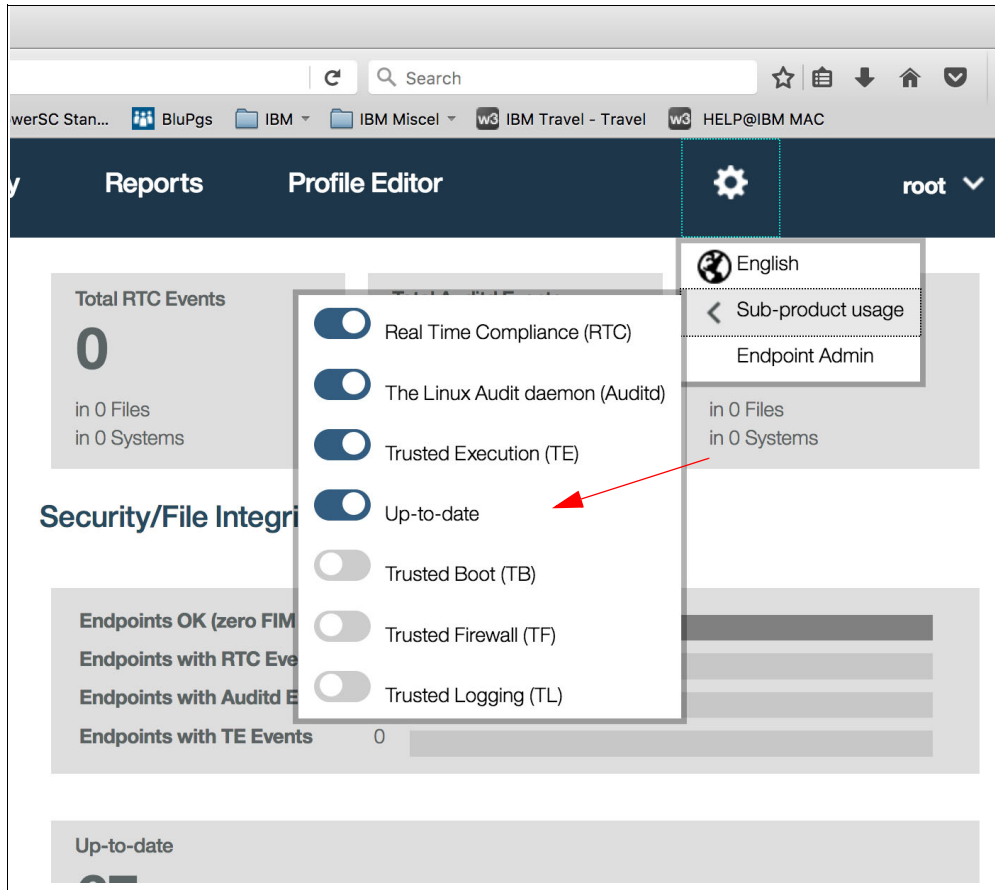 Search
werSC Stan... BluPgs IBM IBM Miscel w3 IBM Travel - Travel w3 HELP@IBM MAC
y Reports Profile Editor root
English
Sub-product usage
Endpoint Admin
Total RTC Events
0
in 0 Files
in 0 Systems
in 0 Files
in 0 Systems
Real Time Compliance (RTC)
The Linux Audit daemon (Auditd)
Trusted Execution (TE)
Up-to-date
Trusted Boot (TB)
Trusted Firewall (TF)
Trusted Logging (TL)
Security/File Integri
Endpoints OK (zero FIM
Endpoints with RTC Eve
Endpoints with Auditd E
Endpoints with TE Events 0
Up-to-date